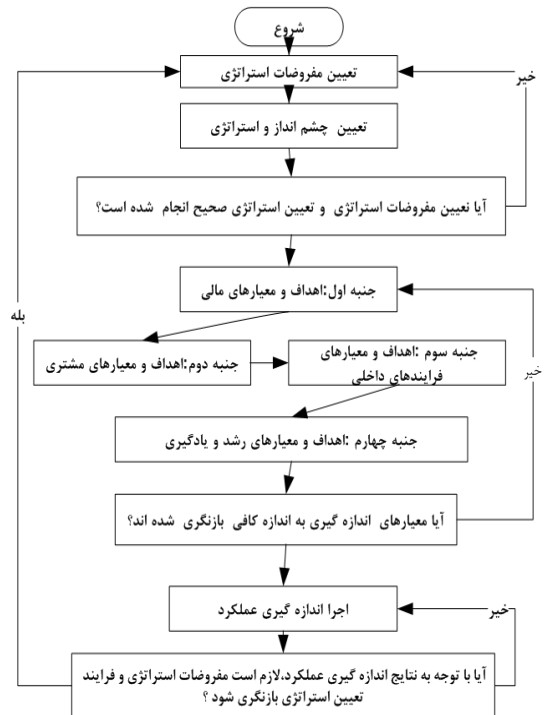 شروع
تعیین مفروضات استراتژی
خیر
تعیین چشم انداز و استراتژی
آیا نعیین مفروضات استراتژی و تعیین استراتژی صحیح انجام شده است؟
جنبه اول:اهداف و معیارهای مالی
بله
جنبه دوم:اهداف و معیارهای مشتری
جنبه سوم :اهداف و معیارهای
فرایندهای داخلی
خیر
جنبه چهارم :اهداف و معیارهای رشد و یادگیری
آیا معیارهای اندازه گیری به اندازه کافی بازنگری شده اند؟
اجرا اندازه گیری عملکرد
خیر
آیا با توجه به نتایج اندازه گیری عملکرد،لازم است مفروضات استراتژی و فرایند
تعیین استراتژی بازنگری شود ؟